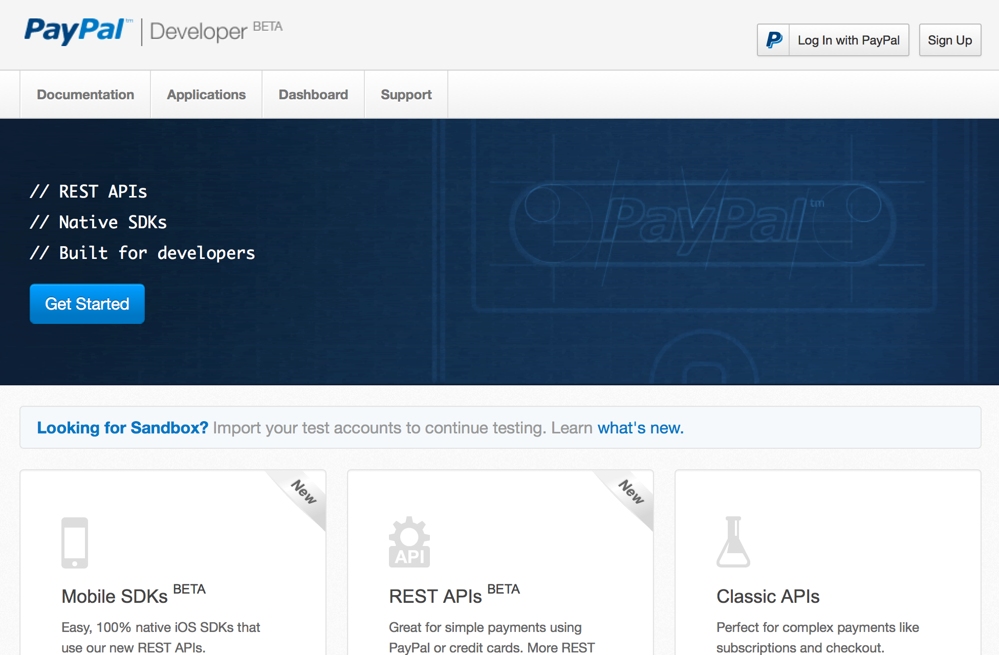 PayPal™ | Developer BETA
Log In with PayPal
Sign Up
Documentation
Applications
Dashboard
Support
// REST APIs
// Native SDKs
// Built for developers
Get Started
PayPal™
Looking for Sandbox? Import your test accounts to continue testing. Learn what's new.
New
Mobile SDKs BETA
Easy, 100% native iOS SDKs that
use our new REST APIs.
New
API
REST APIs BETA
Great for simple payments using
PayPal or credit cards. More REST
Classic APIs
Perfect for complex payments like
subscriptions and checkout.